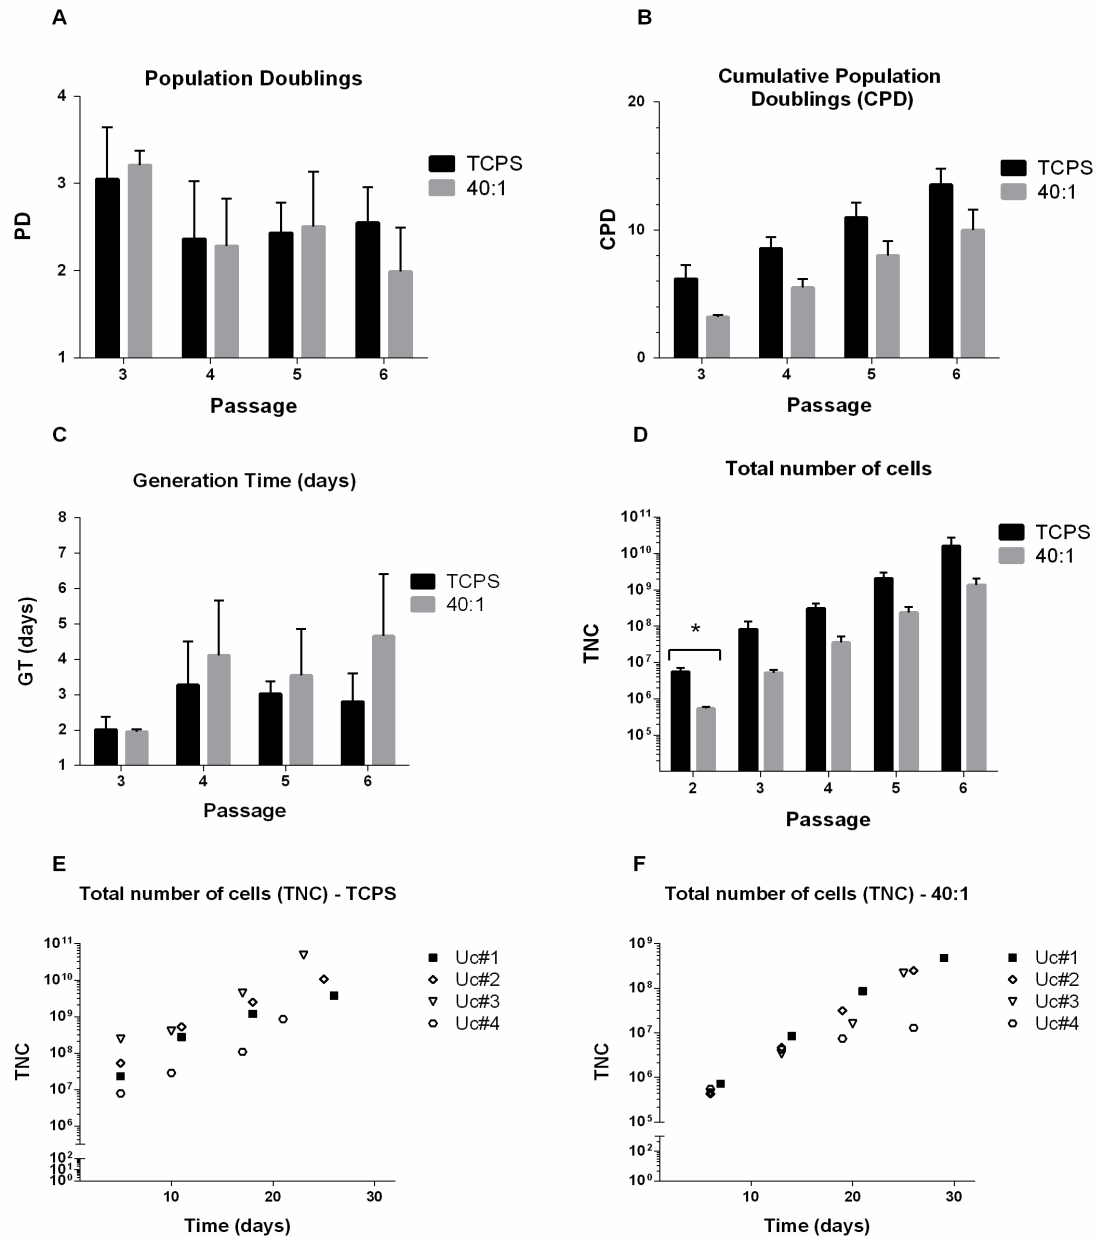 A
Population Doublings
4
3
2
1
PD
3 4 5 6
Passage
TCPS
40:1
B
Cumulative Population
Doublings (CPD)
20
10
0
CPD
3 4 5 6
Passage
TCPS
40:1
C
Generation Time (days)
8
7
6
5
4
3
2
1
GT (days)
3 4 5 6
Passage
TCPS
40:1
D
Total number of cells
10¹¹
10¹⁰
10⁹
10⁸
10⁷
10⁶
10⁵
TNC
*
2 3 4 5 6
Passage
TCPS
40:1
E
Total number of cells (TNC) - TCPS
10¹¹
10¹⁰
10⁹
10⁸
10⁷
10⁶
10²
10¹
10⁰
TNC
10 20 30
Time (days)
Uc#1
Uc#2
Uc#3
Uc#4
F
Total number of cells (TNC) - 40:1
10⁹
10⁸
10⁷
10⁶
10⁵
10²
10⁰
TNC
10 20 30
Time (days)
Uc#1
Uc#2
Uc#3
Uc#4